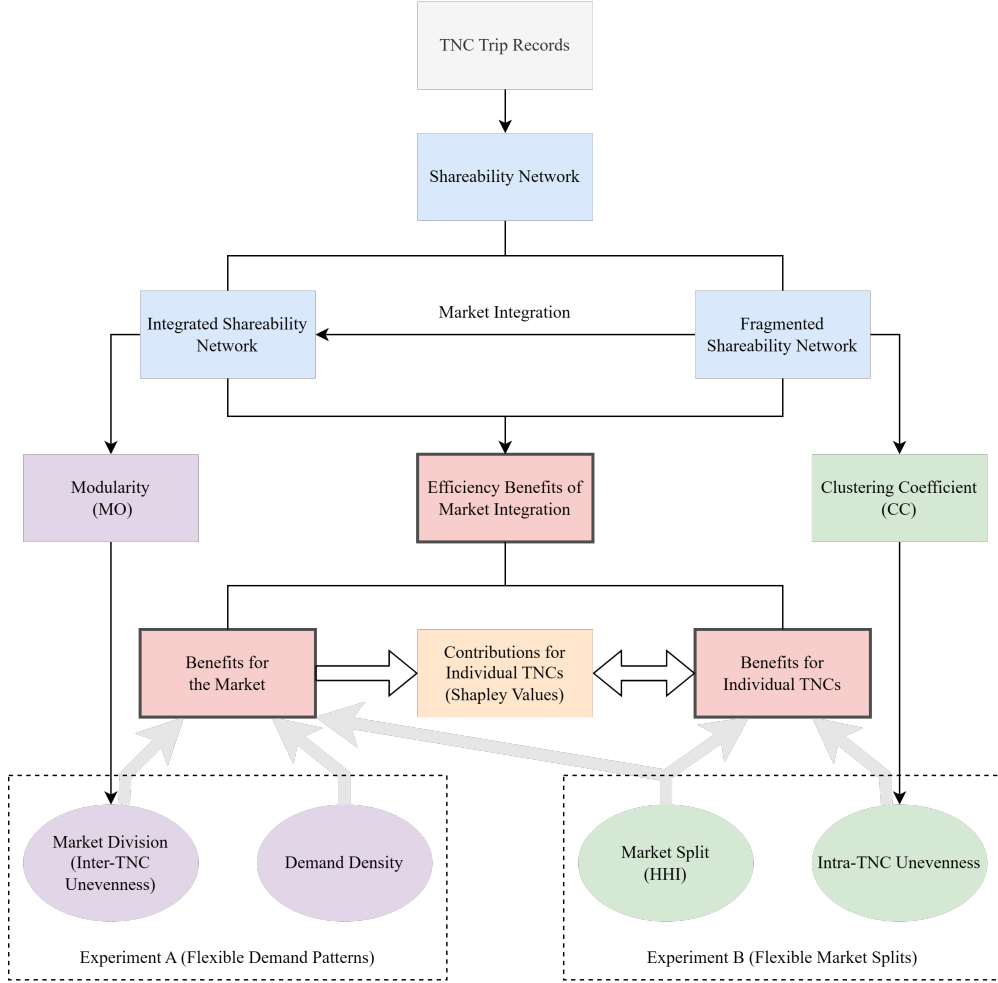 TNC Trip Records
Shareability Network
Market Integration
Integrated Shareability
Network
Fragmented
Shareability Network
Modularity
(MO)
Efficiency Benefits of
Market Integration
Clustering Coefficient
(CC)
Benefits for
the Market
Contributions for
Individual TNCs
(Shapley Values)
Benefits for
Individual TNCs
Market Division
(Inter-TNC
Unevenness)
Demand Density
Market Split
(HHI)
Intra-TNC Unevenness
Experiment A (Flexible Demand Patterns)
Experiment B (Flexible Market Splits)